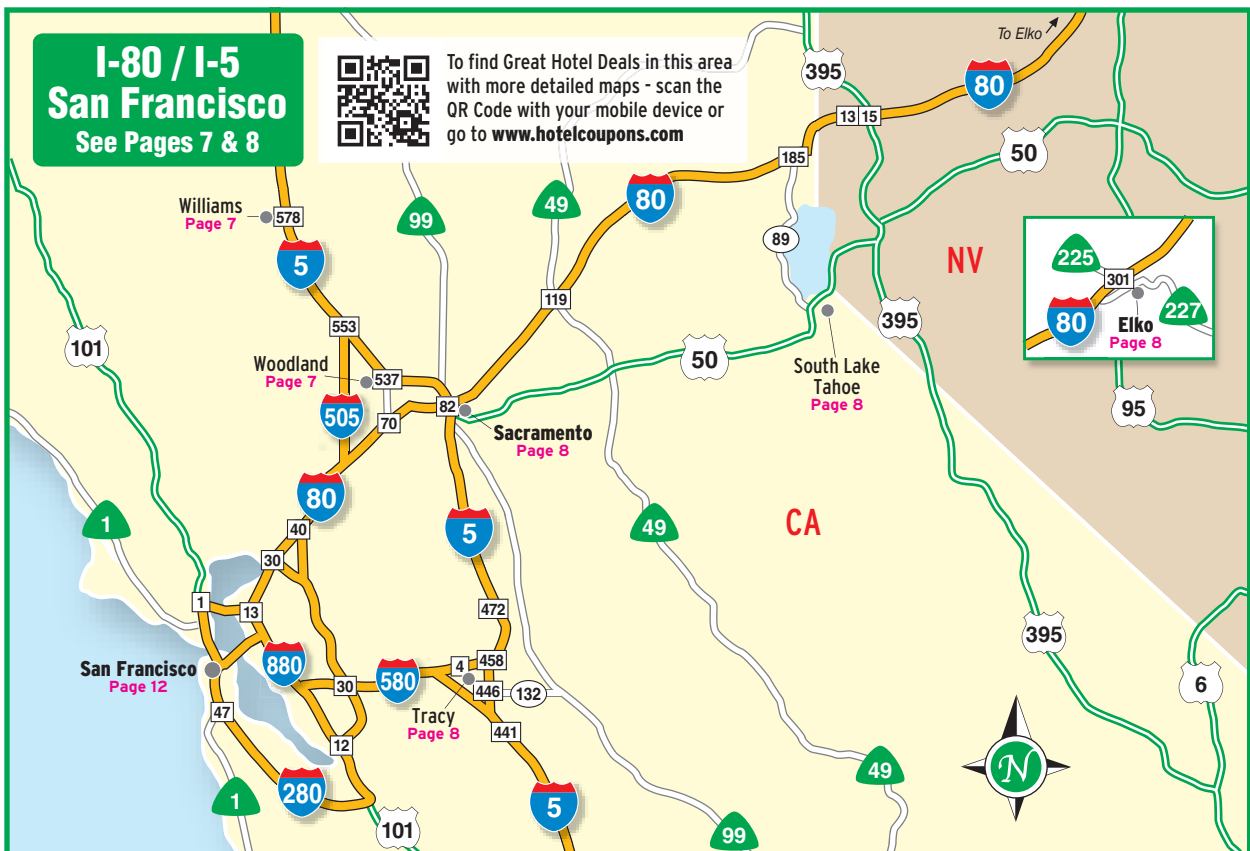 I-80 / I-5
San Francisco
See Pages 7 & 8
To find Great Hotel Deals in this area
with more detailed maps - scan the
QR Code with your mobile device or
go to www.hotelcoupons.com
To Elko
395
80
13 15
50
185
80
49
99
Williams
Page 7
578
5
89
NV
225
301
80
Elko
Page 8
227
119
553
395
101
South Lake
Tahoe
Page 8
50
Woodland
Page 7
537
505
82
70
Sacramento
Page 8
95
80
1
40
5
49
CA
30
1
13
472
395
San Francisco
Page 12
880
458
4
580
30
446
132
Tracy
Page 8
6
47
12
441
N
280
1
5
49
101
99